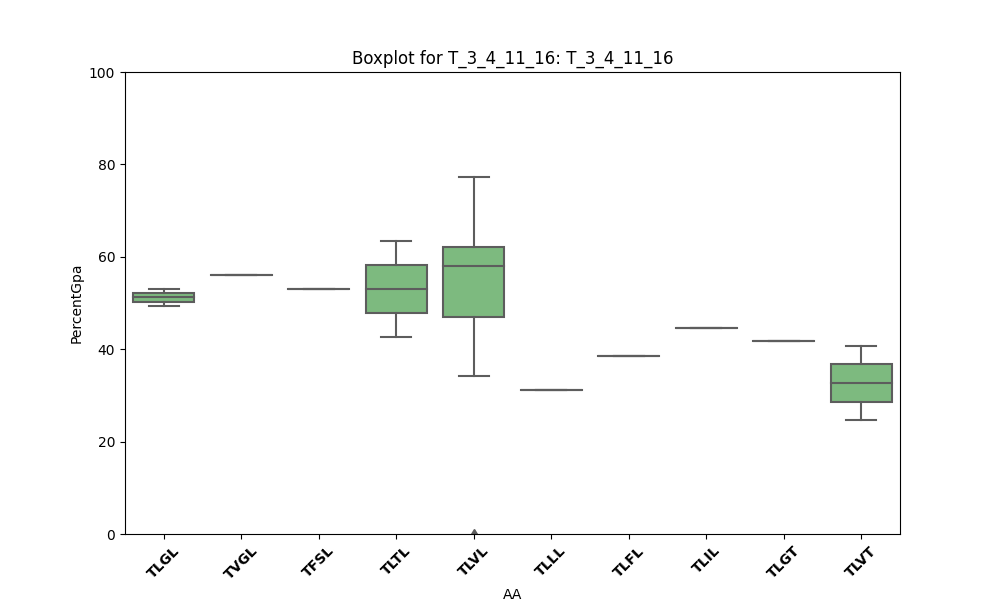 Boxplot for T_3_4_11_16: T_3_4_11_16
100
80
60
40
20
0
PercentGpa
TLGL TVGL TFSL TLTL TLVL TLLL TLFL TLIL TLGT TLVT
AA